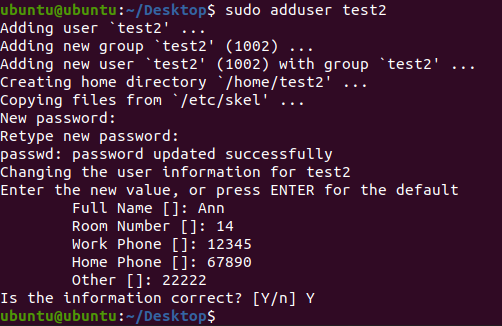 ubuntu@ubuntu:~/Desktop$ sudo adduser test2
Adding user `test2' ...
Adding new group `test2' (1002) ...
Adding new user `test2' (1002) with group `test2' ...
Creating home directory `/home/test2' ...
Copying files from `/etc/skel' ...
New password:
Retype new password:
passwd: password updated successfully
Changing the user information for test2
Enter the new value, or press ENTER for the default
Full Name []: Ann
Room Number []: 14
Work Phone []: 12345
Home Phone []: 67890
Other []: 22222
Is the information correct? [Y/n] Y
ubuntu@ubuntu:~/Desktop$